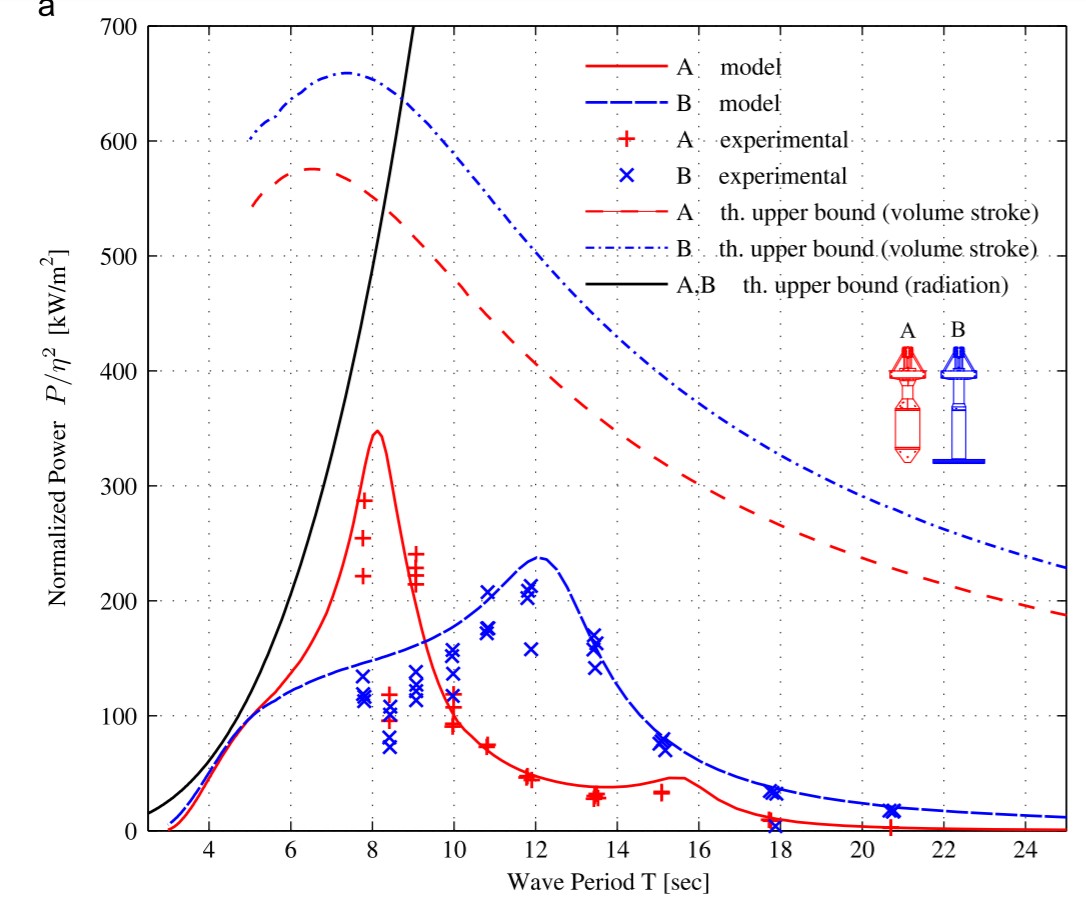 a
700
600
500
400
300
200
100
0
Normalized Power P/η² [kW/m²]
A model
B model
A experimental
B experimental
A th. upper bound (volume stroke)
B th. upper bound (volume stroke)
A,B th. upper bound (radiation)
A B
4 6 8 10 12 14 16 18 20 22 24
Wave Period T [sec]